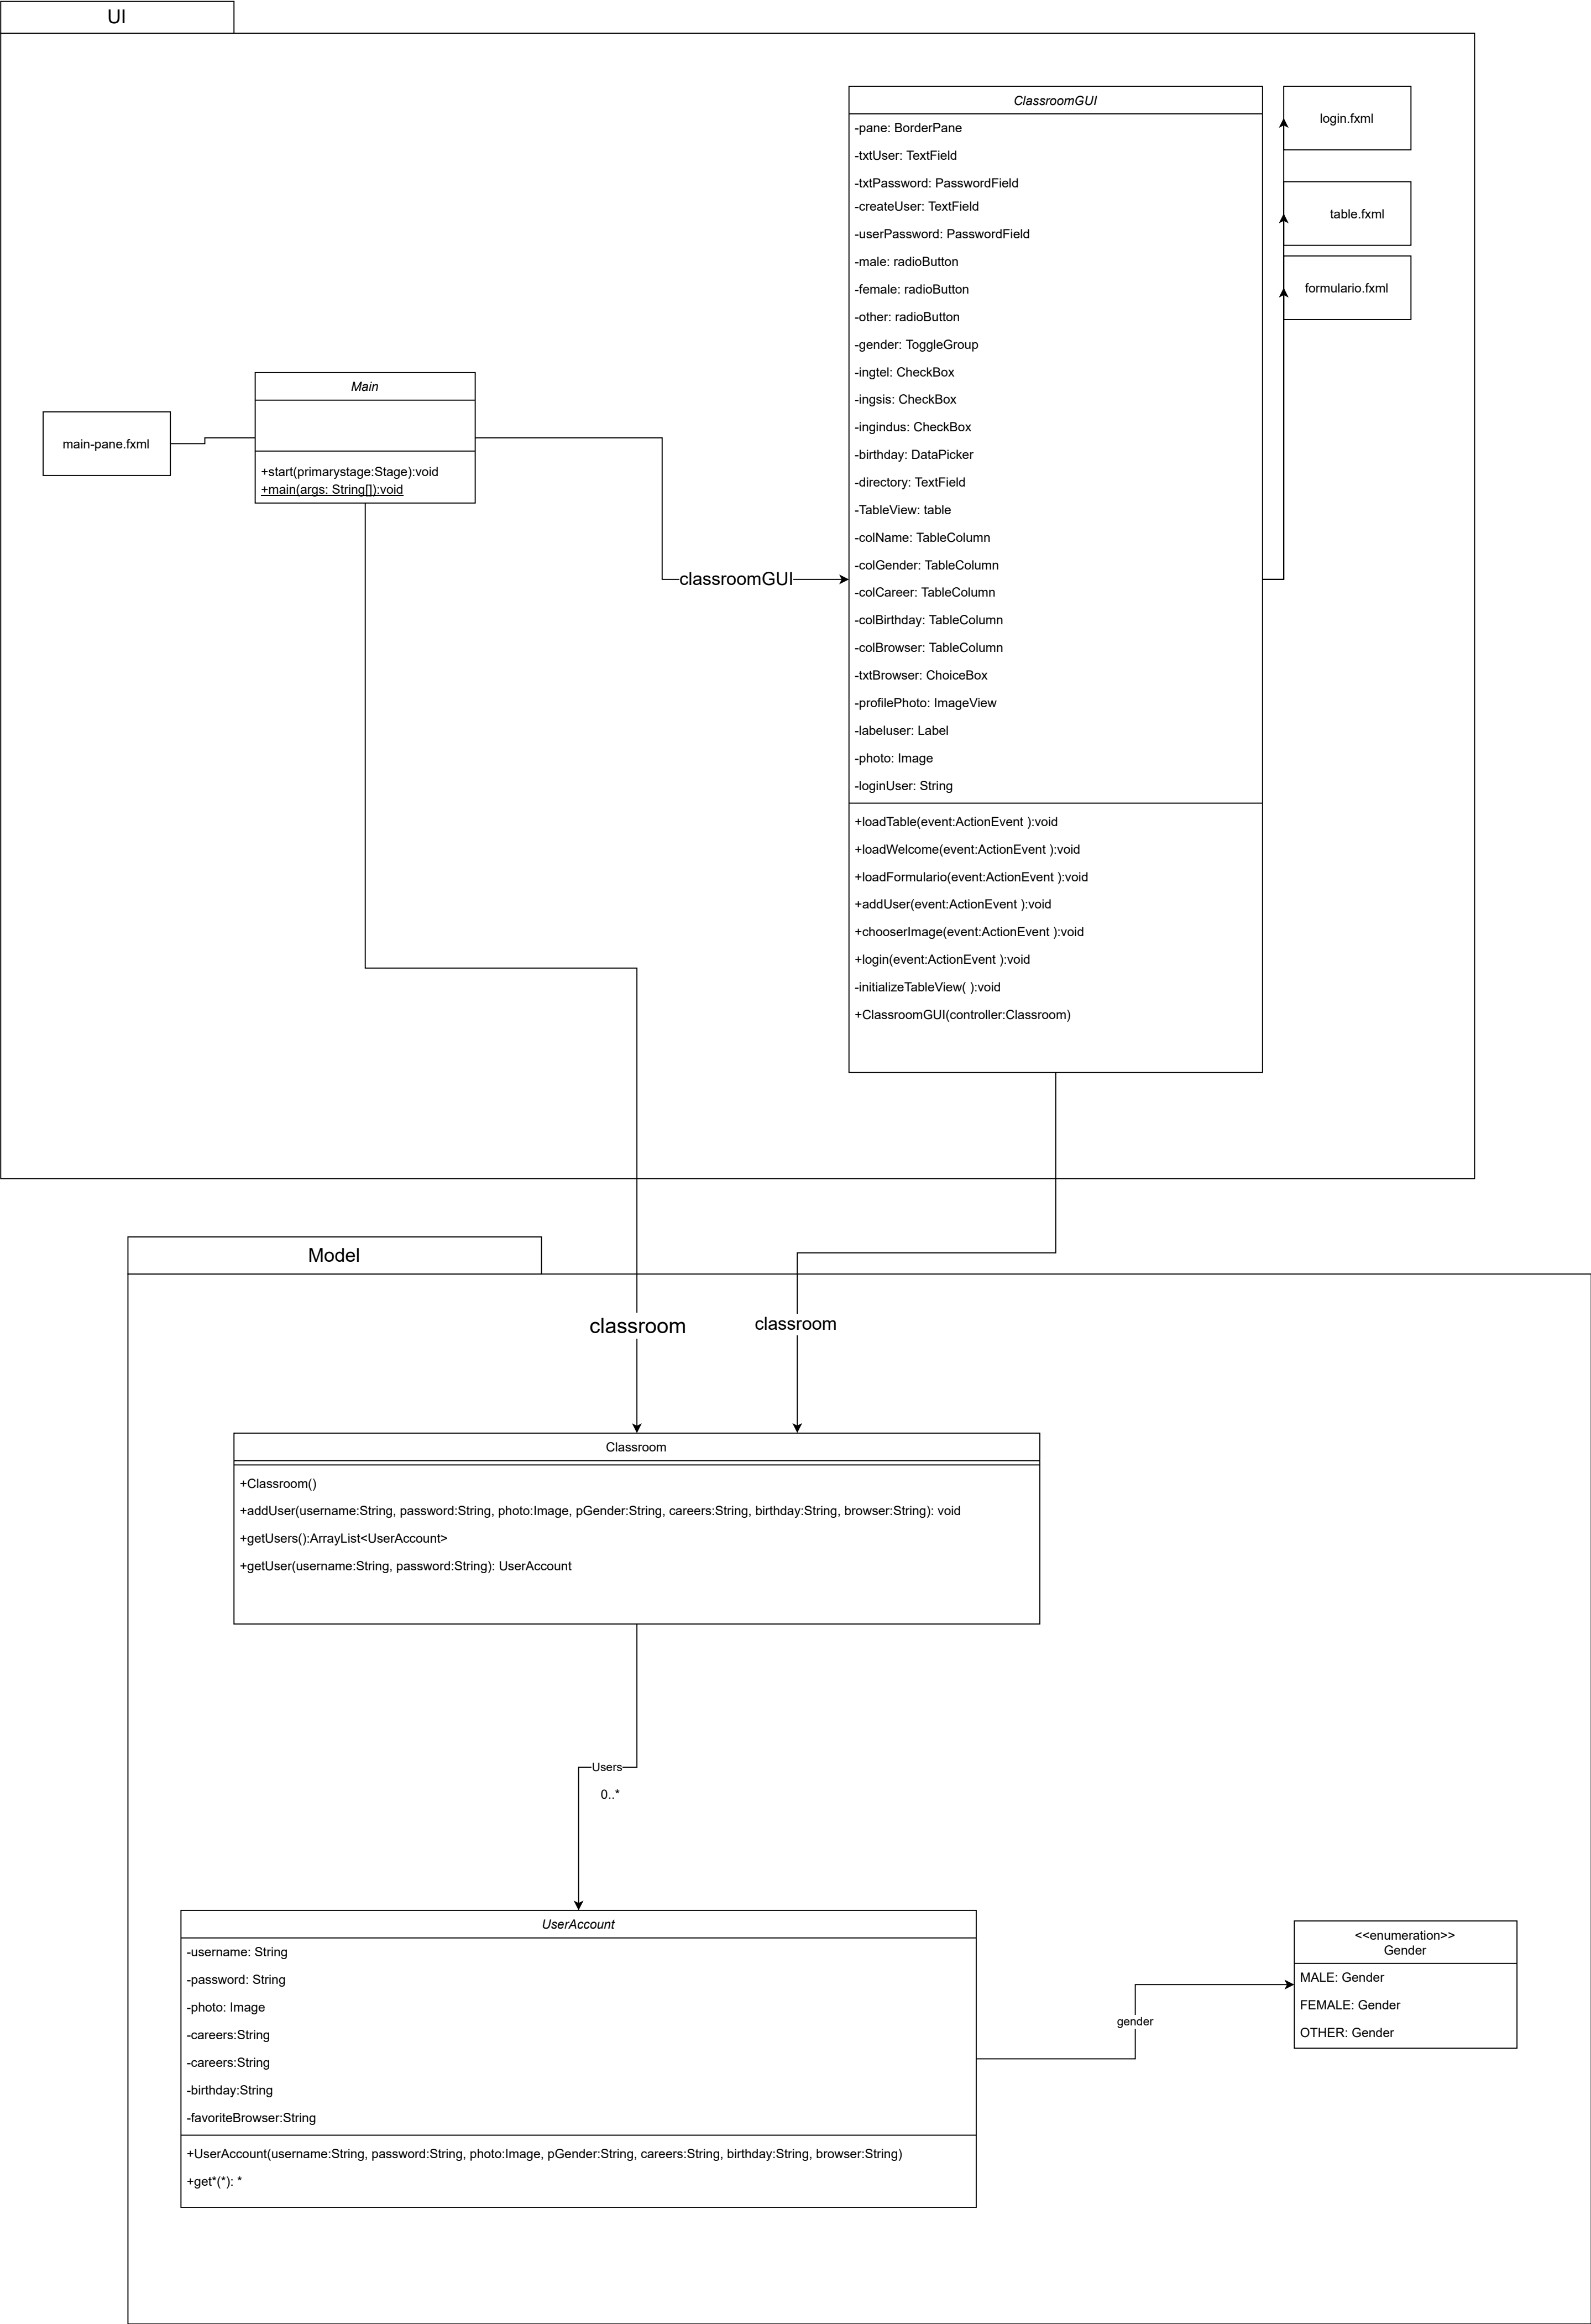 UI
ClassroomGUI
-pane: BorderPane
-txtUser: TextField
-txtPassword: PasswordField
-createUser: TextField
-userPassword: PasswordField
-male: radioButton
-female: radioButton
-other: radioButton
-gender: ToggleGroup
-ingtel: CheckBox
-ingsis: CheckBox
-ingindus: CheckBox
-birthday: DataPicker
-directory: TextField
-TableView: table
-colName: TableColumn
-colGender: TableColumn
-colCareer: TableColumn
-colBirthday: TableColumn
-colBrowser: TableColumn
-txtBrowser: ChoiceBox
-profilePhoto: ImageView
-labeluser: Label
-photo: Image
-loginUser: String
+loadTable(event:ActionEvent ):void
+loadWelcome(event:ActionEvent ):void
+loadFormulario(event:ActionEvent ):void
+addUser(event:ActionEvent ):void
+chooserImage(event:ActionEvent ):void
+login(event:ActionEvent ):void
-initializeTableView( ):void
+ClassroomGUI(controller:Classroom)
login.fxml
table.fxml
formulario.fxml
Main
+start(primarystage:Stage):void
+main(args: String[]):void
main-pane.fxml
classroomGUI
Model
classroom
classroom
Classroom
+Classroom()
+addUser(username:String, password:String, photo:Image, pGender:String, careers:String, birthday:String, browser:String): void
+getUsers():ArrayList<UserAccount>
+getUser(username:String, password:String): UserAccount
Users
0..*
UserAccount
-username: String
-password: String
-photo: Image
-careers:String
-careers:String
-birthday:String
-favoriteBrowser:String
+UserAccount(username:String, password:String, photo:Image, pGender:String, careers:String, birthday:String, browser:String)
+get*(*): *
gender
<<enumeration>>
Gender
MALE: Gender
FEMALE: Gender
OTHER: Gender